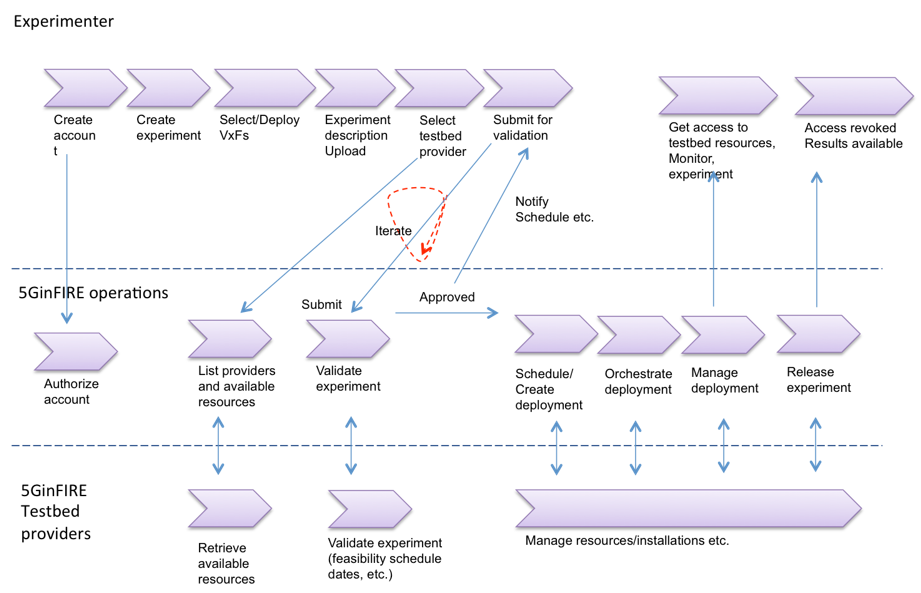 Experimenter
Create
accoun
t
Create
experiment
Select/Deploy
VxFs
Experiment
description
Upload
Select
testbed
provider
Submit for
validation
Get access to
testbed resources,
Monitor,
experiment
Access revoked
Results available
Notify
Schedule etc.
Iterate
5GinFIRE operations
Submit
Approved
Authorize
account
List providers
and available
resources
Validate
experiment
Schedule/
Create
deployment
Orchestrate
deployment
Manage
deployment
Release
experiment
5GinFIRE
Testbed
providers
Retrieve
available
resources
Validate experiment
(feasibility schedule
dates, etc.)
Manage resources/installations etc.